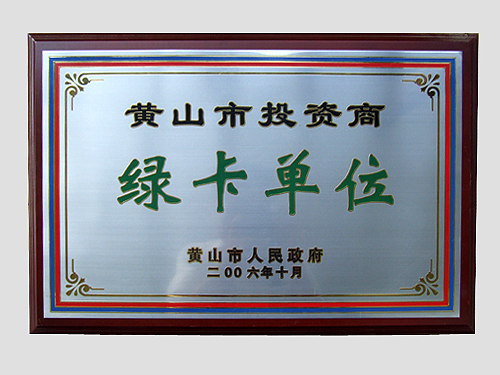 黄山市投资商
绿卡单位
黄山市人民政府
二00六年十月